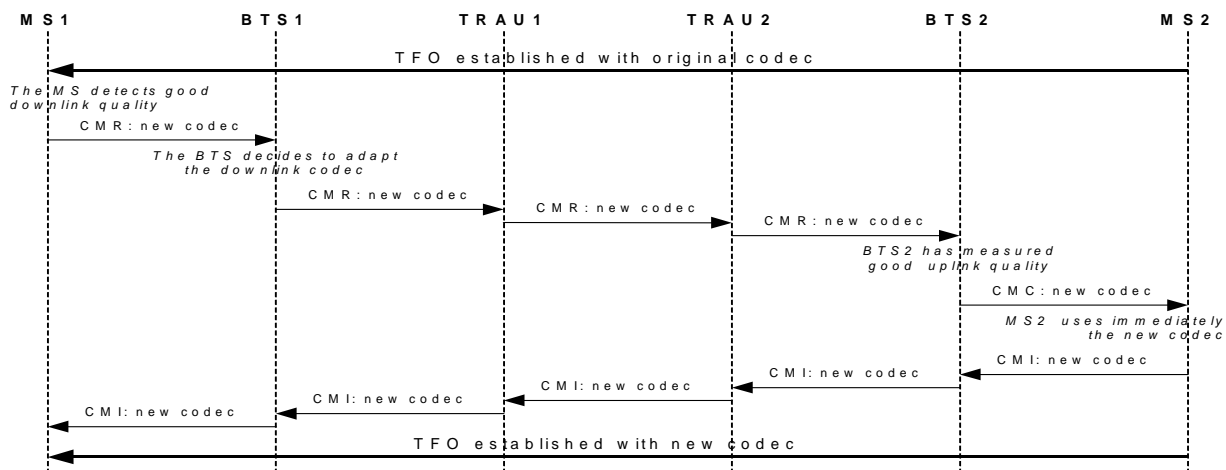 MS1 BTS1 TRAU1 TRAU2 BTS2 MS2
TFO established with original codec
The MS detects good
downlink quality
CMR: new codec
The BTS decides to adapt
the downlink codec
CMR: new codec
CMR: new codec
CMR: new codec
BTS2 has measured
good uplink quality
CMC: new codec
MS2 uses immediately
the new codec
CMI: new codec
CMI: new codec
CMI: new codec
CMI: new codec
CMI: new codec
TFO established with new codec